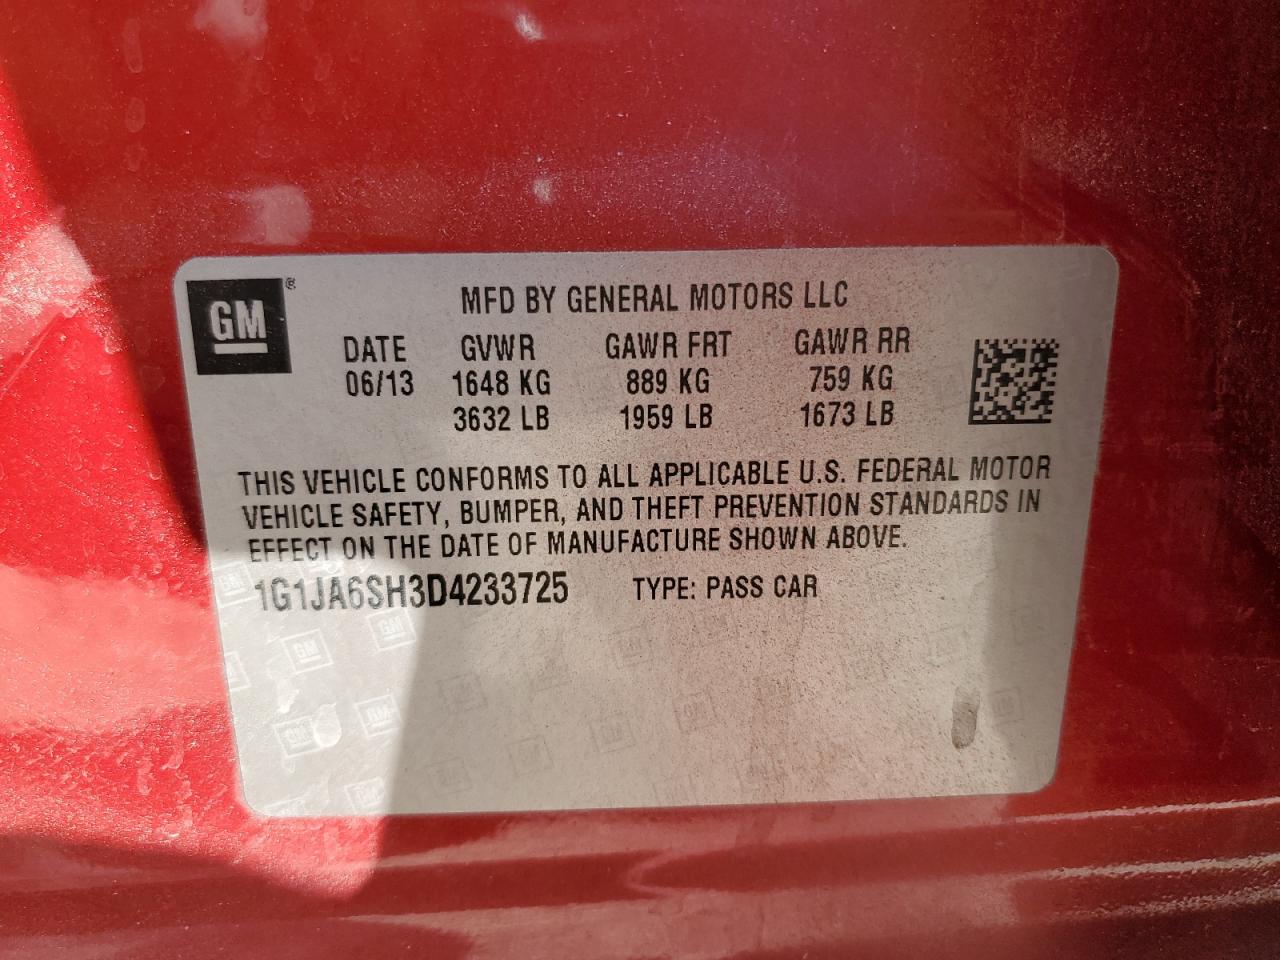 GM®
MFD BY GENERAL MOTORS LLC
DATE GVWR GAWR FRT GAWR RR
06/13 1648 KG 889 KG 759 KG
3632 LB 1959 LB 1673 LB
THIS VEHICLE CONFORMS TO ALL APPLICABLE U.S. FEDERAL MOTOR
VEHICLE SAFETY, BUMPER, AND THEFT PREVENTION STANDARDS IN
EFFECT ON THE DATE OF MANUFACTURE SHOWN ABOVE.
1G1JA6SH3D4233725 TYPE: PASS CAR